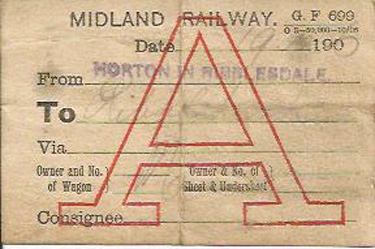 MIDLAND RAILWAY. G. F 699
Date 190
From HORTON IN RIBBLESDALE.
To
Via
Owner and No. of Wagon } Owner & No. of Sheet & Undersheet }
Consignee
A